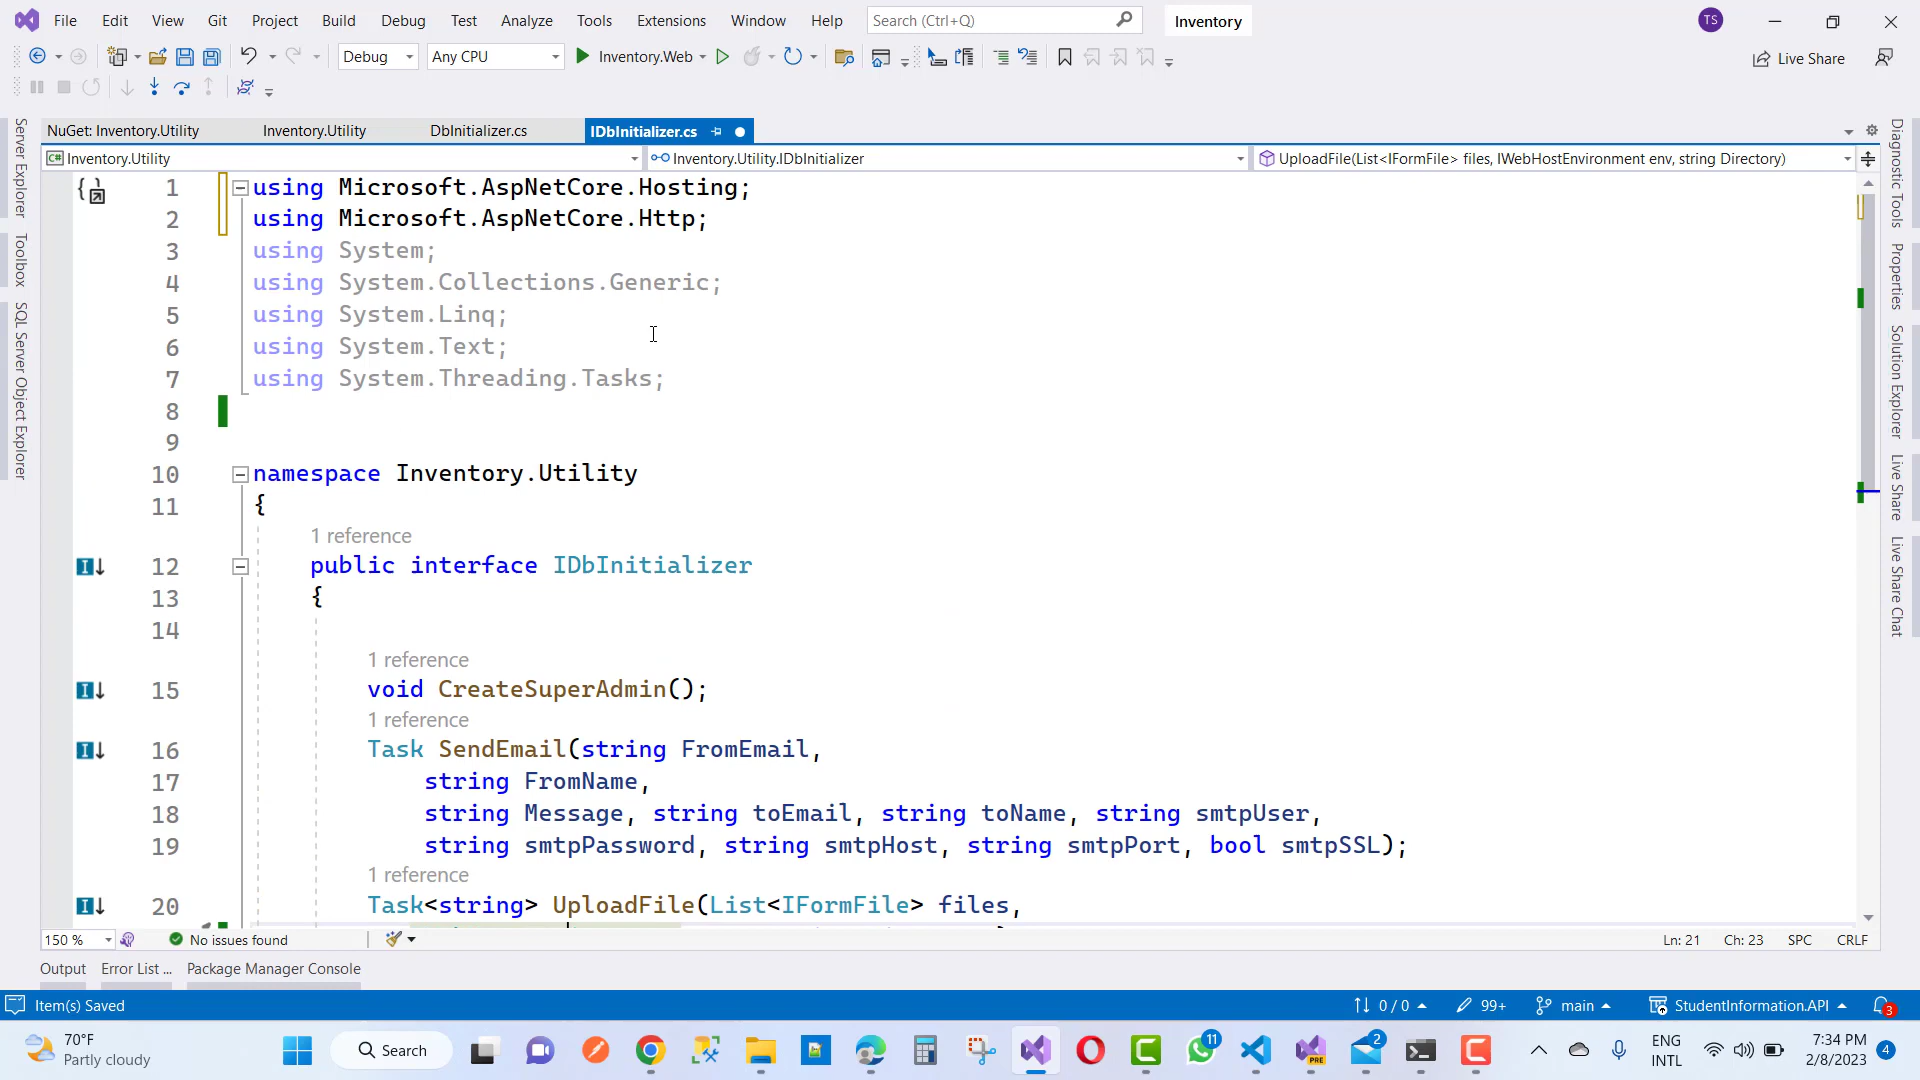 File Edit View Git Project Build Debug Test Analyze Tools Extensions Window Help Search (Ctrl+Q) Inventory TS
Debug Any CPU Inventory.Web Live Share
NuGet: Inventory.Utility Inventory.Utility DbInitializer.cs IDbInitializer.cs
C# Inventory.Utility Inventory.Utility.IDbInitializer UploadFile(List<IFormFile> files, IWebHostEnvironment env, string Directory)
Server Explorer
Toolbox
SQL Server Object Explorer
1 using Microsoft.AspNetCore.Hosting;
2 using Microsoft.AspNetCore.Http;
3 using System;
4 using System.Collections.Generic;
5 using System.Linq;
6 using System.Text;
7 using System.Threading.Tasks;
8
9
10 namespace Inventory.Utility
11 {
1 reference
12 public interface IDbInitializer
13 {
14
1 reference
15 void CreateSuperAdmin();
1 reference
16 Task SendEmail(string FromEmail,
17 string FromName,
18 string Message, string toEmail, string toName, string smtpUser,
19 string smtpPassword, string smtpHost, string smtpPort, bool smtpSSL);
1 reference
20 Task<string> UploadFile(List<IFormFile> files,
Diagnostic Tools
Properties
Solution Explorer
Live Share
Live Share Chat
150 % No issues found Ln: 21 Ch: 23 SPC CRLF
Output Error List ... Package Manager Console
Item(s) Saved 0 / 0 99+ main StudentInformation.API 3
70°F
Partly cloudy
Search 11 PRE 2
ENG
INTL
7:34 PM
2/8/2023
4